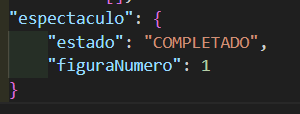 "espectaculo": {
    "estado": "COMPLETADO",
    "figuraNumero": 1
}